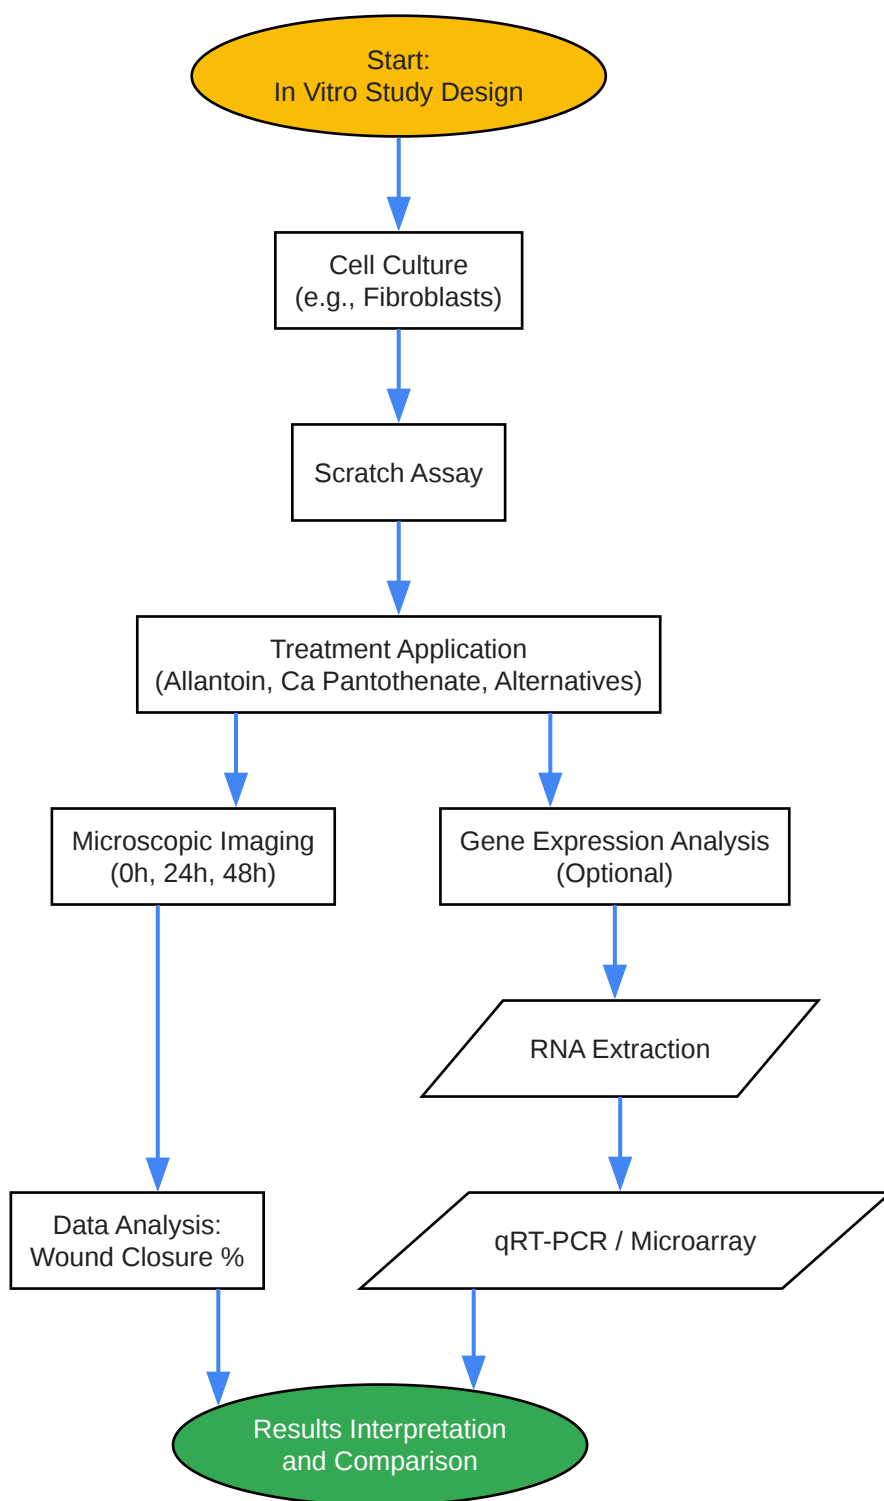 Start:
In Vitro Study Design
Cell Culture
(e.g., Fibroblasts)
Scratch Assay
Treatment Application
(Allantoin, Ca Pantothenate, Alternatives)
Microscopic Imaging
(0h, 24h, 48h)
Gene Expression Analysis
(Optional)
RNA Extraction
Data Analysis:
Wound Closure %
qRT-PCR / Microarray
Results Interpretation
and Comparison